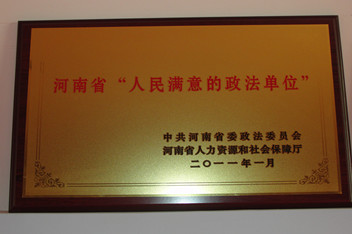 河南省“人民满意的政法单位”
中共河南省委政法委员会
河南省人力资源和社会保障厅
二〇一一年一月